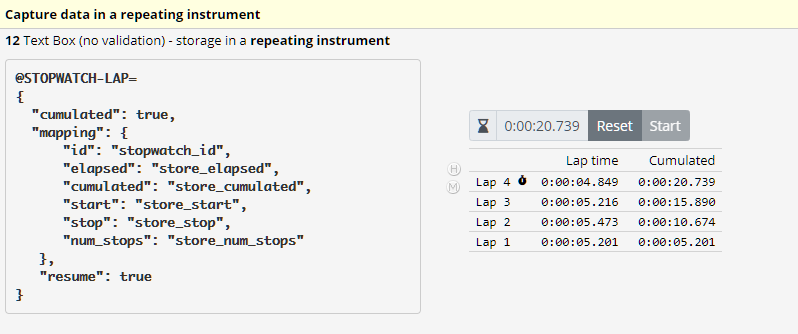 Capture data in a repeating instrument
12 Text Box (no validation) - storage in a repeating instrument
@STOPWATCH-LAP=
{
"cumulated": true,
"mapping": {
"id": "stopwatch_id",
"elapsed": "store_elapsed",
"cumulated": "store_cumulated",
"start": "store_start",
"stop": "store_stop",
"num_stops": "store_num_stops"
},
"resume": true
}
0:00:20.739 Reset Start
H
M
Lap time Cumulated
Lap 4 0:00:04.849 0:00:20.739
Lap 3 0:00:05.216 0:00:15.890
Lap 2 0:00:05.473 0:00:10.674
Lap 1 0:00:05.201 0:00:05.201